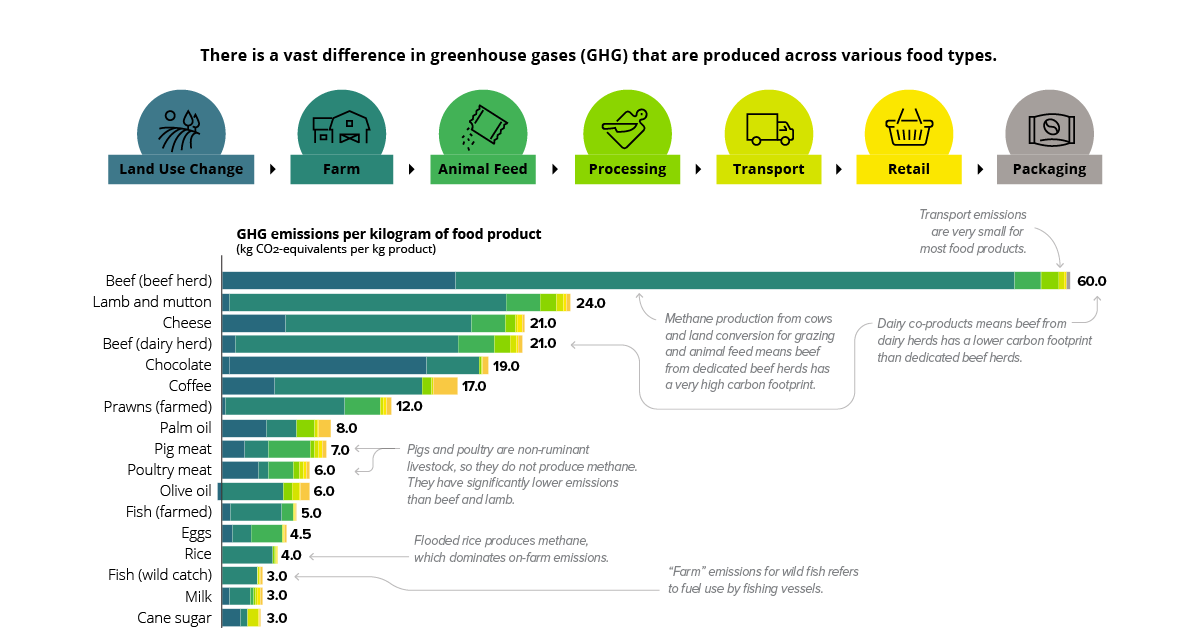 There is a vast difference in greenhouse gases (GHG) that are produced across various food types.
Land Use Change
Farm
Animal Feed
Processing
Transport
Retail
Packaging
Transport emissions
are very small for
most food products.
GHG emissions per kilogram of food product
(kg CO2-equivalents per kg product)
Beef (beef herd) 60.0
Lamb and mutton 24.0
Cheese 21.0
Beef (dairy herd) 21.0
Chocolate 19.0
Coffee 17.0
Prawns (farmed) 12.0
Palm oil 8.0
Pig meat 7.0
Poultry meat 6.0
Olive oil 6.0
Fish (farmed) 5.0
Eggs 4.5
Rice 4.0
Fish (wild catch) 3.0
Milk 3.0
Cane sugar 3.0
Methane production from cows
and land conversion for grazing
and animal feed means beef
from dedicated beef herds has
a very high carbon footprint.
Dairy co-products means beef from
dairy herds has a lower carbon footprint
than dedicated beef herds.
Pigs and poultry are non-ruminant
livestock, so they do not produce methane.
They have significantly lower emissions
than beef and lamb.
Flooded rice produces methane,
which dominates on-farm emissions.
“Farm” emissions for wild fish refers
to fuel use by fishing vessels.